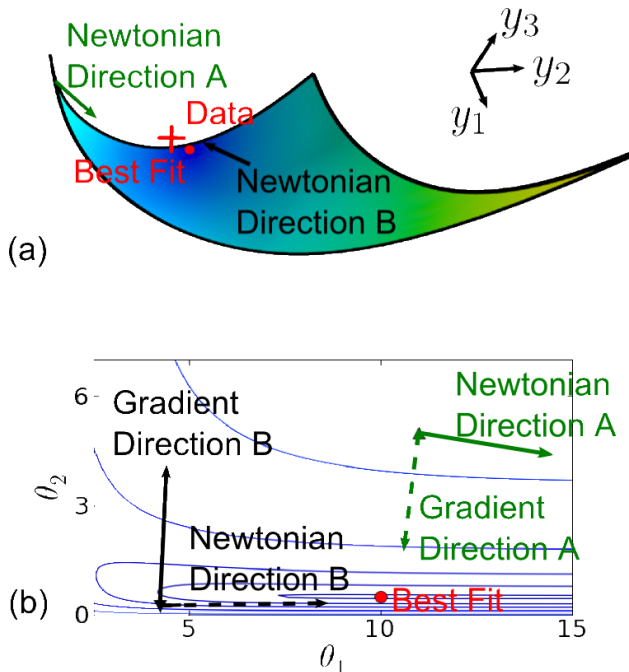 Newtonian
Direction A
y₃
y₂
y₁
Data
Best Fit
Newtonian
Direction B
(a)
6
3
0
θ₂
Gradient
Direction B
Newtonian
Direction A
Gradient
Direction A
Newtonian
Direction B
Best Fit
(b)
5
10
15
θ₁